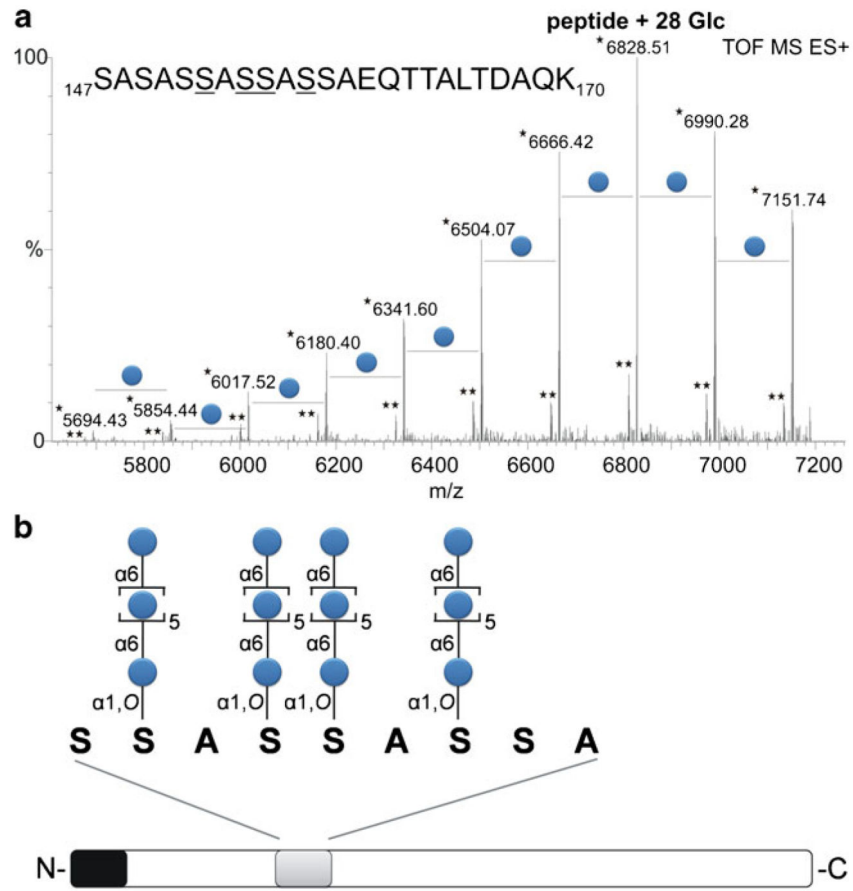 a
peptide + 28 Glc
TOF MS ES+
100
%
0
₁₄₇SASASSASSASSAEQTTALTDAQK₁₇₀
★5694.43
★5854.44
★6017.52
★6180.40
★6341.60
★6504.07
★6666.42
★6828.51
★6990.28
★7151.74
★★ ★★ ★★ ★★ ★★ ★★ ★★ ★★ ★★ ★★
5800 6000 6200 6400 6600 6800 7000 7200
m/z
b
α6 α6 α6 α6
5 5 5 5
α6 α6 α6 α6
α1,O α1,O α1,O α1,O
S S A S S A S S A
N- -C